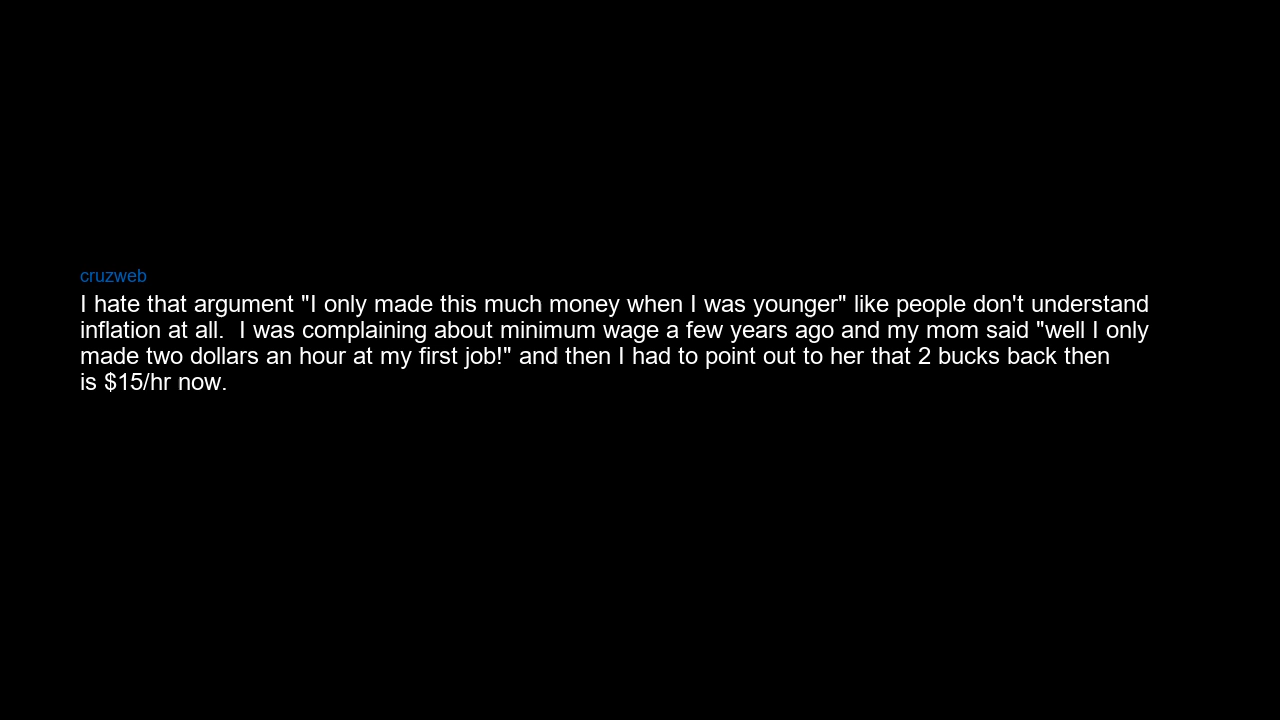 cruzweb
I hate that argument "I only made this much money when I was younger" like people don't understand
inflation at all.  I was complaining about minimum wage a few years ago and my mom said "well I only
made two dollars an hour at my first job!" and then I had to point out to her that 2 bucks back then
is $15/hr now.